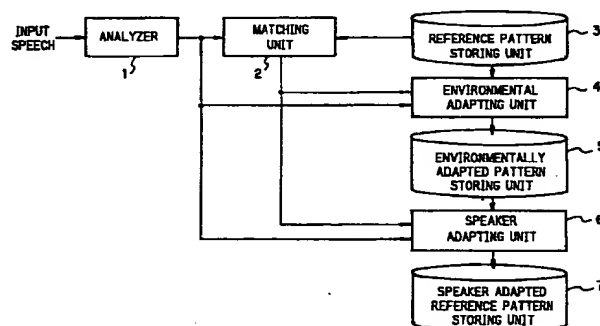 INPUT
SPEECH
ANALYZER
1
MATCHING
UNIT
2
REFERENCE PATTERN
STORING UNIT
3
ENVIRONMENTAL
ADAPTING UNIT
4
ENVIRONMENTALLY
ADAPTED PATTERN
STORING UNIT
5
SPEAKER
ADAPTING UNIT
6
SPEAKER ADAPTED
REFERENCE PATTERN
STORING UNIT
7